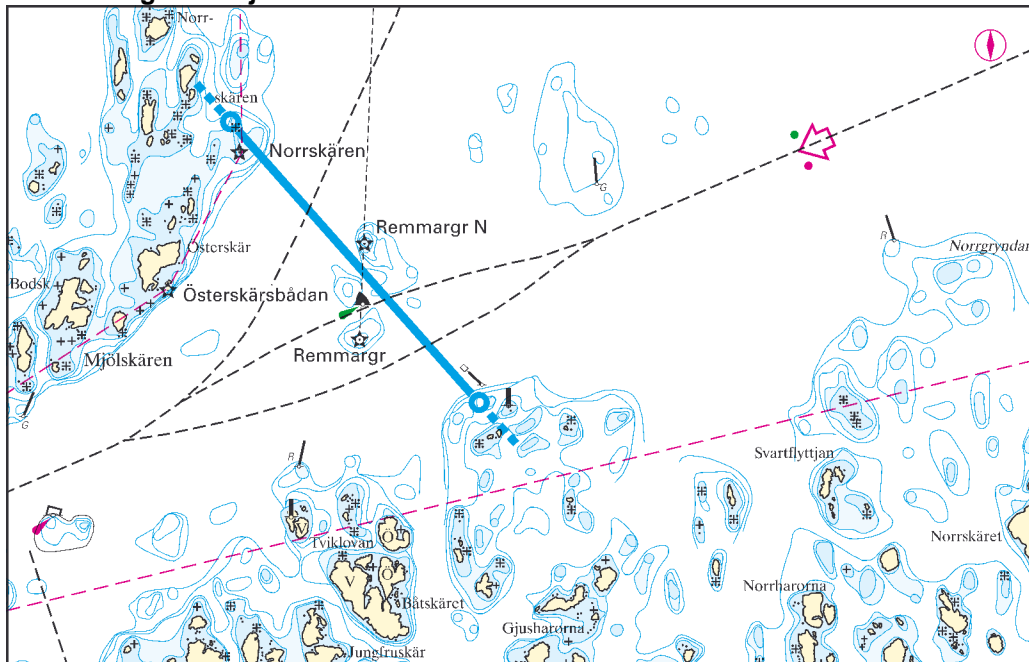 Norr-
skären
Norrskären
G
Remmargr N
R
Norrgryndan
Österskär
Bodsk
Österskärsbådan
Remmargr
Mjölskären
G
R
Svartflyttjan
Norrskäret
Tviklovan
Ö
V
Ö
Båtskäret
Norrharorna
Gjusharorna
Jungfruskär